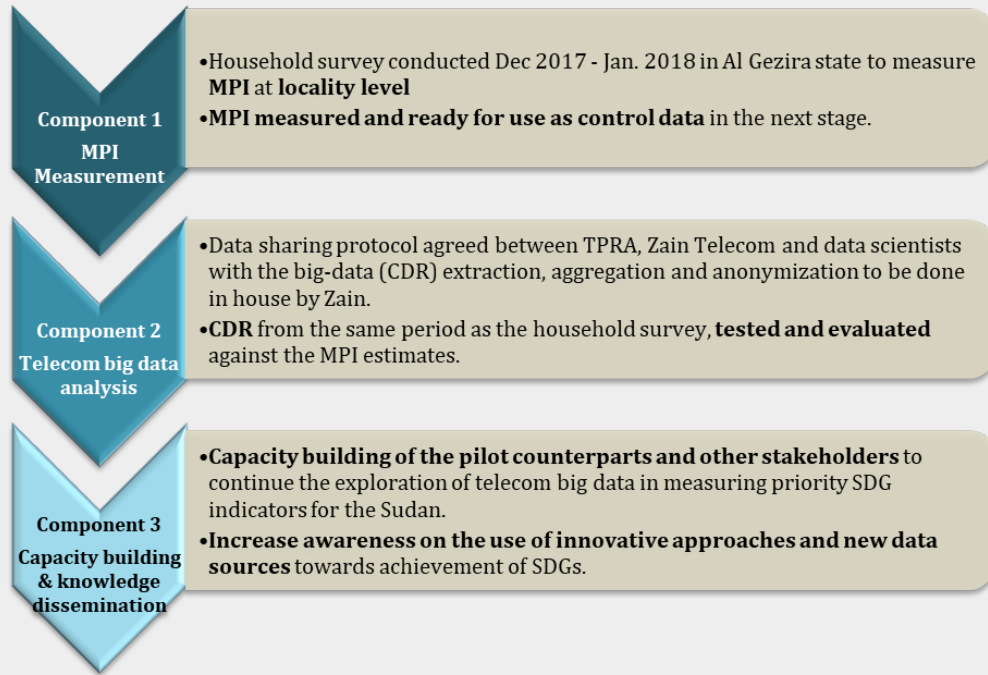 Component 1
MPI
Measurement
•Household survey conducted Dec 2017 - Jan. 2018 in Al Gezira state to measure
MPI at locality level
•MPI measured and ready for use as control data in the next stage.
Component 2
Telecom big data
analysis
•Data sharing protocol agreed between TPRA, Zain Telecom and data scientists
with the big-data (CDR) extraction, aggregation and anonymization to be done
in house by Zain.
•CDR from the same period as the household survey, tested and evaluated
against the MPI estimates.
Component 3
Capacity building
& knowledge
dissemination
•Capacity building of the pilot counterparts and other stakeholders to
continue the exploration of telecom big data in measuring priority SDG
indicators for the Sudan.
•Increase awareness on the use of innovative approaches and new data
sources towards achievement of SDGs.